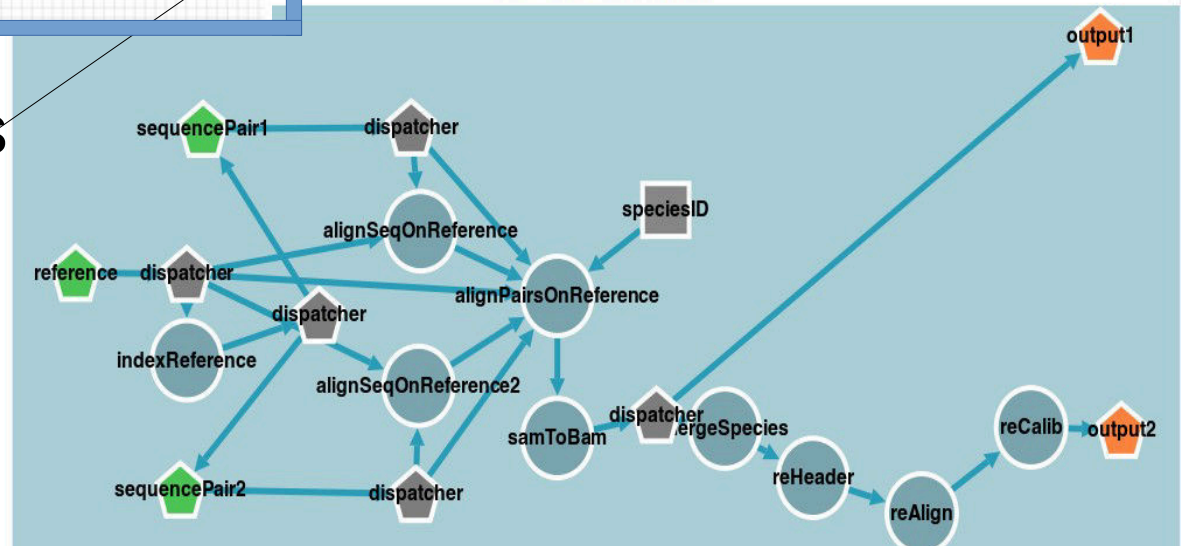 output1
sequencePair1
dispatcher
speciesID
alignSeqOnReference
reference
dispatcher
alignPairsOnReference
dispatcher
indexReference
alignSeqOnReference2
dispatcher
samToBam
reCalib
output2
reHeader
sequencePair2
dispatcher
reAlign